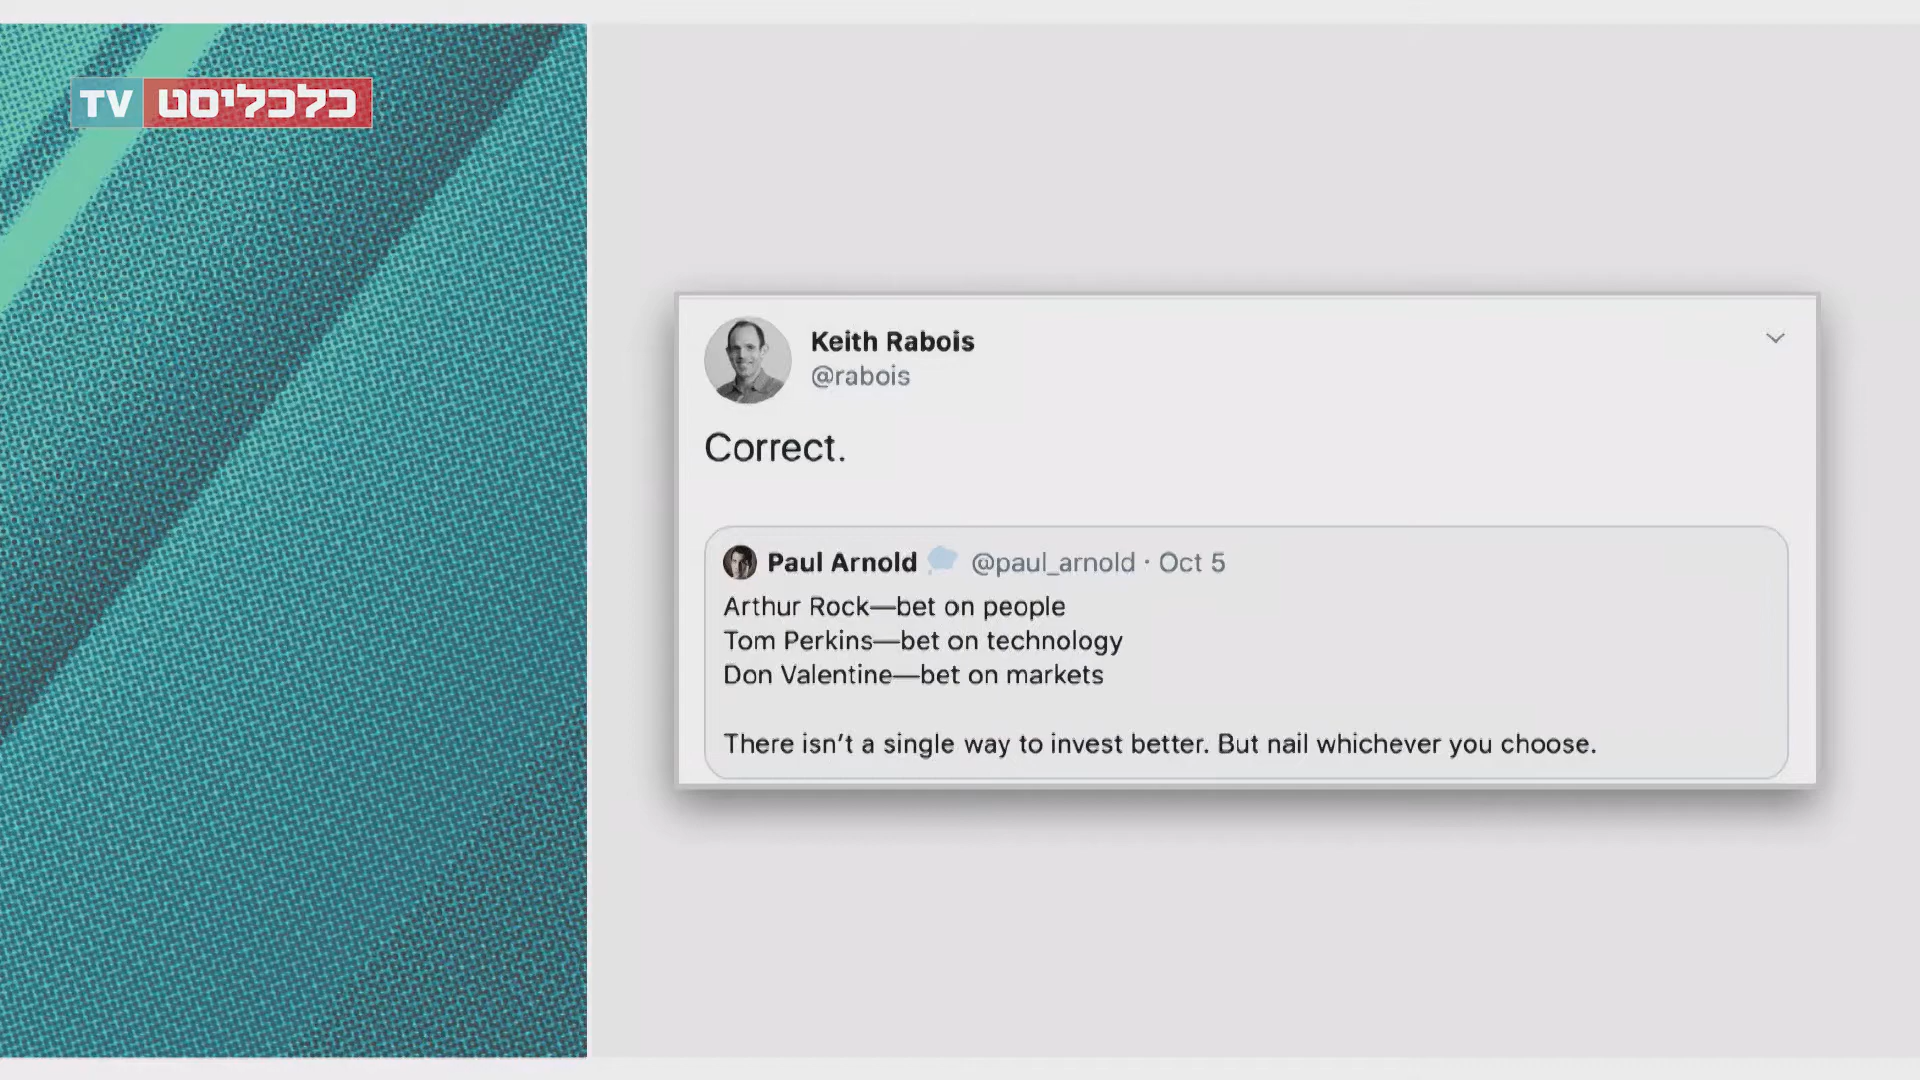 כלכליסט TV
Keith Rabois
@rabois
Correct.
Paul Arnold @paul_arnold · Oct 5
Arthur Rock—bet on people
Tom Perkins—bet on technology
Don Valentine—bet on markets
There isn’t a single way to invest better. But nail whichever you choose.